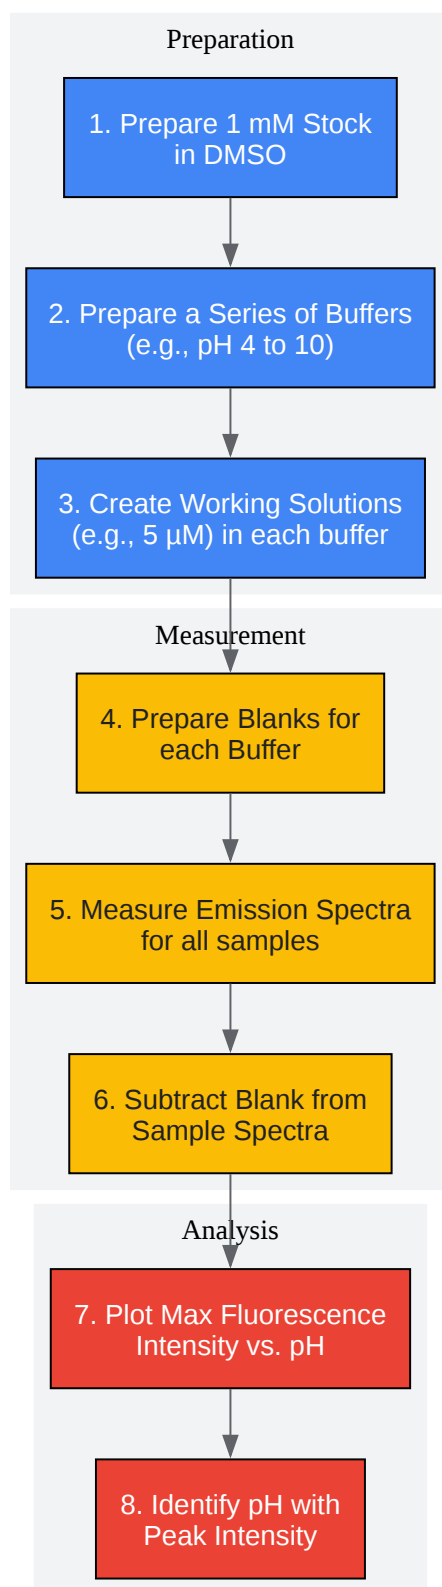 Preparation
1. Prepare 1 mM Stock
in DMSO
2. Prepare a Series of Buffers
(e.g., pH 4 to 10)
3. Create Working Solutions
(e.g., 5 µM) in each buffer
Measurement
4. Prepare Blanks for
each Buffer
5. Measure Emission Spectra
for all samples
6. Subtract Blank from
Sample Spectra
Analysis
7. Plot Max Fluorescence
Intensity vs. pH
8. Identify pH with
Peak Intensity